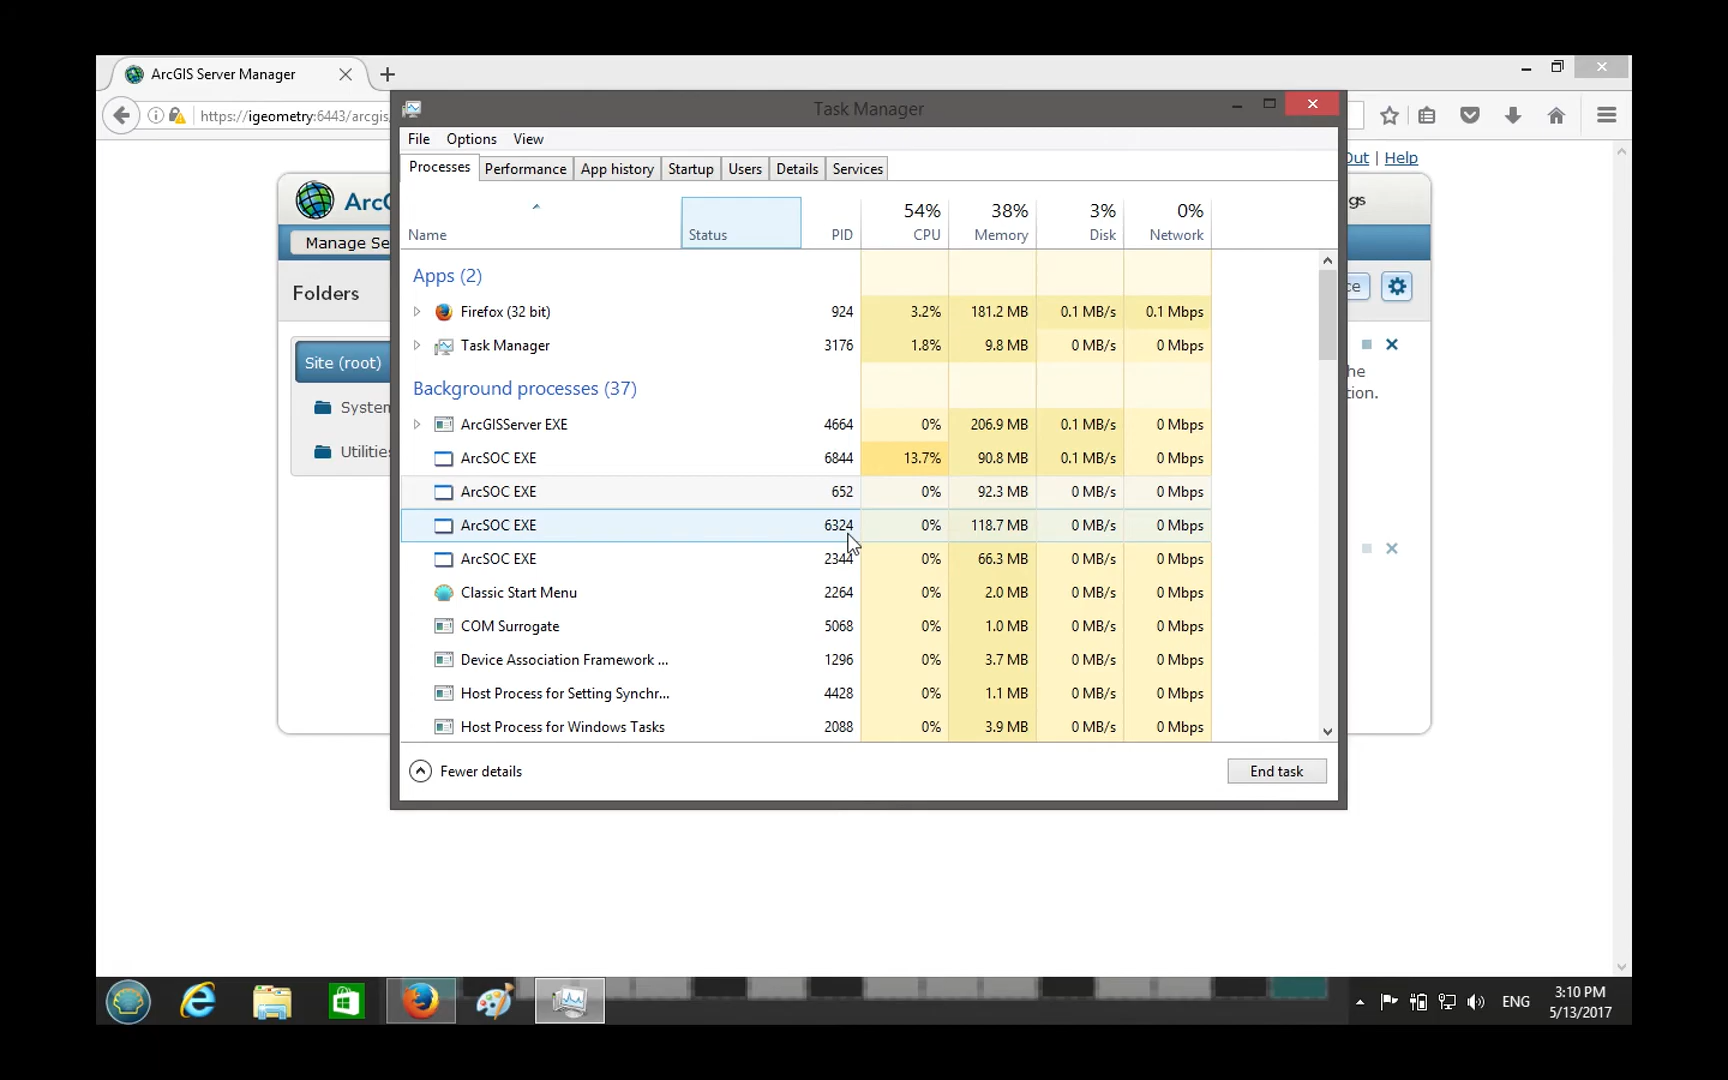 ArcGIS Server Manager
https://igeometry:6443/arcgis/
Task Manager
File Options View
Out | Help
Processes Performance App history Startup Users Details Services
ArcG
gs
54% 38% 3% 0%
Name Status PID CPU Memory Disk Network
Manage Se
Folders
ce
Site (root)
System
Utilities
he
tion.
Apps (2)
Firefox (32 bit) 924 3.2% 181.2 MB 0.1 MB/s 0.1 Mbps
Task Manager 3176 1.8% 9.8 MB 0 MB/s 0 Mbps
Background processes (37)
ArcGISServer EXE 4664 0% 206.9 MB 0.1 MB/s 0 Mbps
ArcSOC EXE 6844 13.7% 90.8 MB 0.1 MB/s 0 Mbps
ArcSOC EXE 652 0% 92.3 MB 0 MB/s 0 Mbps
ArcSOC EXE 6324 0% 118.7 MB 0 MB/s 0 Mbps
ArcSOC EXE 2344 0% 66.3 MB 0 MB/s 0 Mbps
Classic Start Menu 2264 0% 2.0 MB 0 MB/s 0 Mbps
COM Surrogate 5068 0% 1.0 MB 0 MB/s 0 Mbps
Device Association Framework ... 1296 0% 3.7 MB 0 MB/s 0 Mbps
Host Process for Setting Synchr... 4428 0% 1.1 MB 0 MB/s 0 Mbps
Host Process for Windows Tasks 2088 0% 3.9 MB 0 MB/s 0 Mbps
Fewer details End task
ENG
3:10 PM
5/13/2017